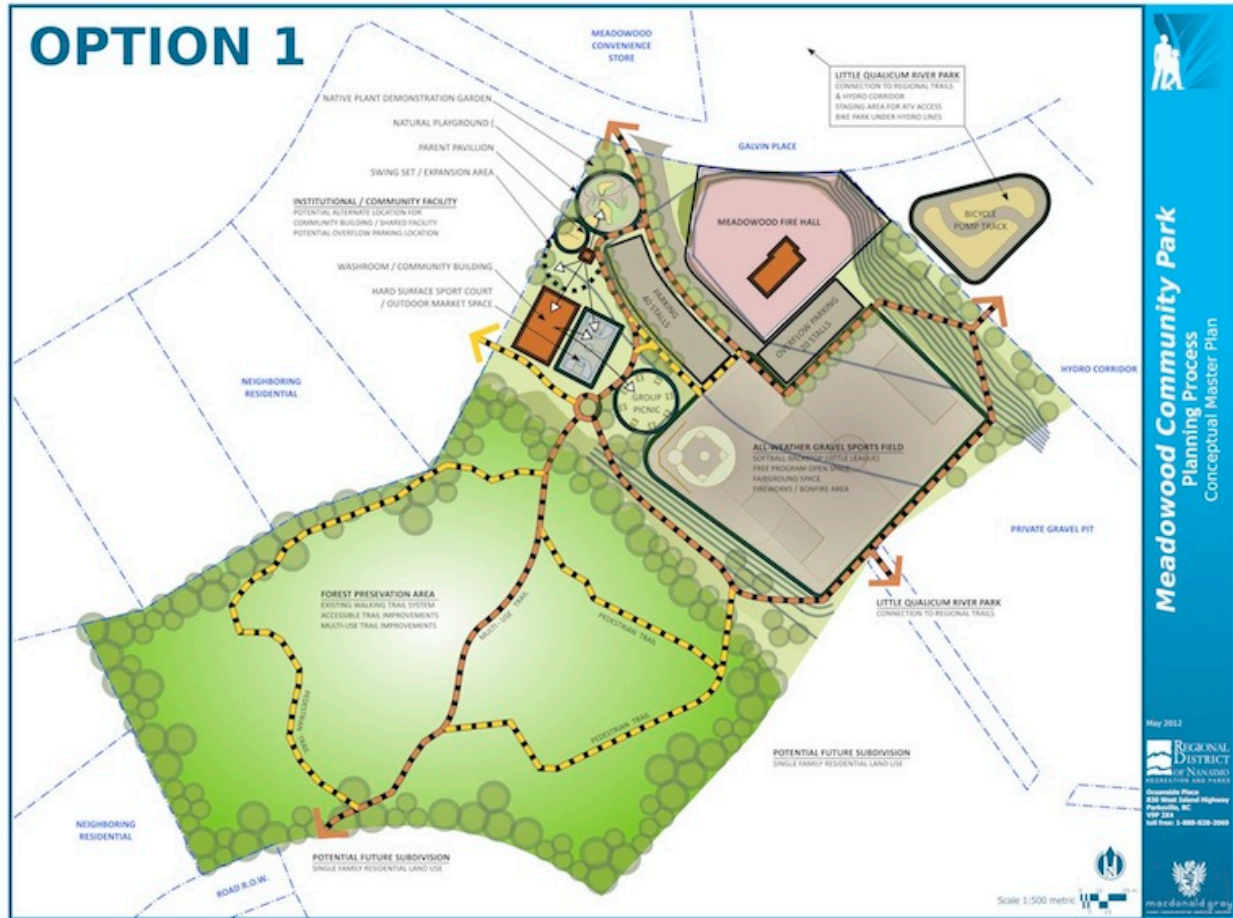 OPTION 1
MEADOWOOD
CONVENIENCE
STORE
LITTLE QUALICUM RIVER PARK
CONNECTION TO REGIONAL TRAILS
& HYDRO CORRIDOR
STAGING AREA FOR ATV ACCESS
BIKE PARK UNDER HYDRO LINES
NATIVE PLANT DEMONSTRATION GARDEN
NATURAL PLAYGROUND
PARENT PAVILLION
SWING SET / EXPANSION AREA
GALVIN PLACE
INSTITUTIONAL / COMMUNITY FACILITY
POTENTIAL ALTERNATE LOCATION FOR
COMMUNITY BUILDING / SHARED FACILITY
POTENTIAL OVERFLOW PARKING LOCATION
MEADOWOOD FIRE HALL
BICYCLE
PUMP TRACK
WASHROOM / COMMUNITY BUILDING
HARD SURFACE SPORT COURT
/ OUTDOOR MARKET SPACE
PARKING
40 STALLS
OVERFLOW PARKING
20 STALLS
HYDRO CORRIDOR
NEIGHBORING
RESIDENTIAL
GROUP
PICNIC
ALL-WEATHER GRAVEL SPORTS FIELD
SOFTBALL BACKSTOP (LITTLE LEAGUE)
FREE PROGRAM OPEN SPACE
FAIRGROUND SPACE
FIREWORKS / BONFIRE AREA
PRIVATE GRAVEL PIT
FOREST PRESEVATION AREA
EXISTING WALKING TRAIL SYSTEM
ACCESSIBLE TRAIL IMPROVEMENTS
MULTI-USE TRAIL IMPROVEMENTS
MULTI - USE TRAIL
PEDESTRIAN TRAIL
LITTLE QUALICUM RIVER PARK
CONNECTION TO REGIONAL TRAILS
PEDESTRIAN TRAIL
PEDESTRIAN TRAIL
POTENTIAL FUTURE SUBDIVISION
SINGLE FAMILY RESIDENTIAL LAND USE
NEIGHBORING
RESIDENTIAL
POTENTIAL FUTURE SUBDIVISION
SINGLE FAMILY RESIDENTIAL LAND USE
ROAD R.O.W.
N
Scale 1:500 metric
Meadowood Community Park
Planning Process
Conceptual Master Plan
May 2012
REGIONAL
DISTRICT
OF NANAIMO
RECREATION AND PARKS
Oceanside Place
830 West Island Highway
Parksville, BC
V9P 2X4
toll free: 1-888-828-2069
macdonald gray